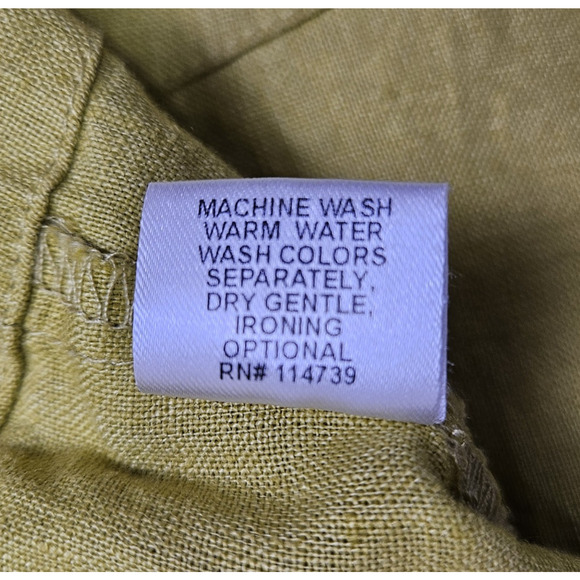 MACHINE WASH
WARM WATER
WASH COLORS
SEPARATELY,
DRY GENTLE,
IRONING
OPTIONAL
RN# 114739